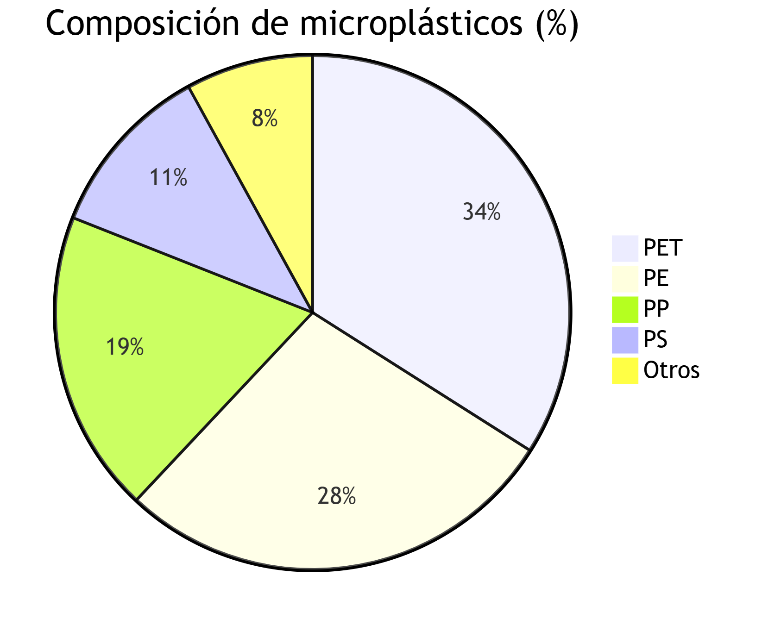 Composición de microplásticos (%)
8%
11%
34%
19%
28%
PET
PE
PP
PS
Otros